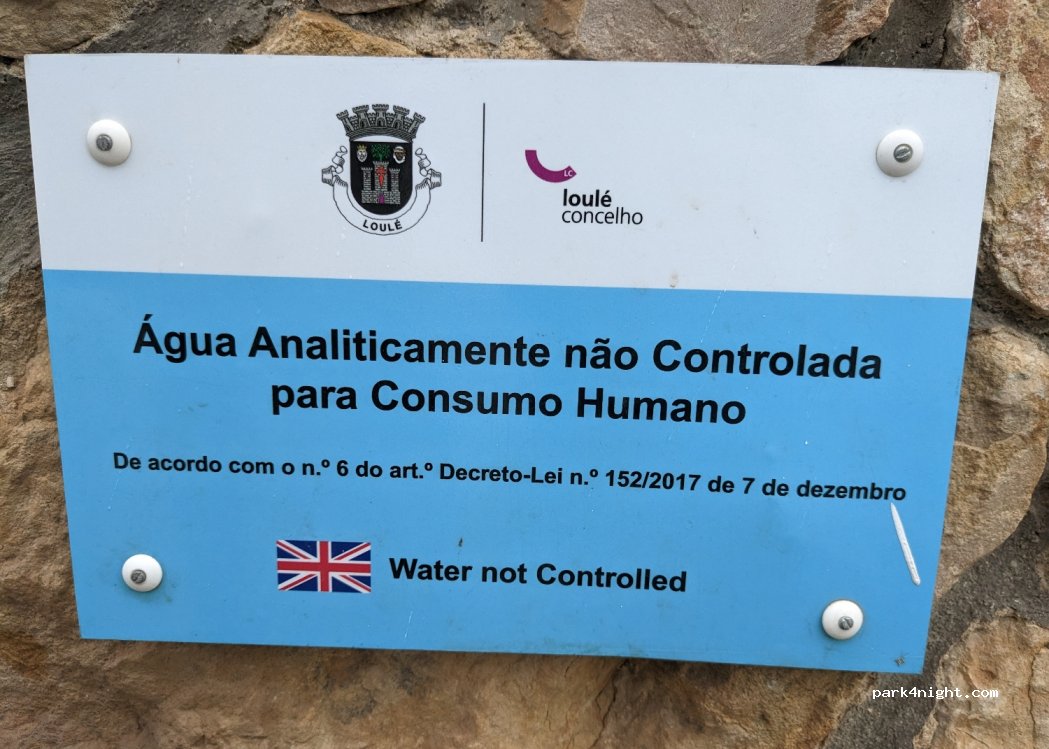 LOULÉ
LC
loulé
concelho
Água Analiticamente não Controlada
para Consumo Humano
De acordo com o n.º 6 do art.º Decreto-Lei n.º 152/2017 de 7 de dezembro
Water not Controlled
park4night.com